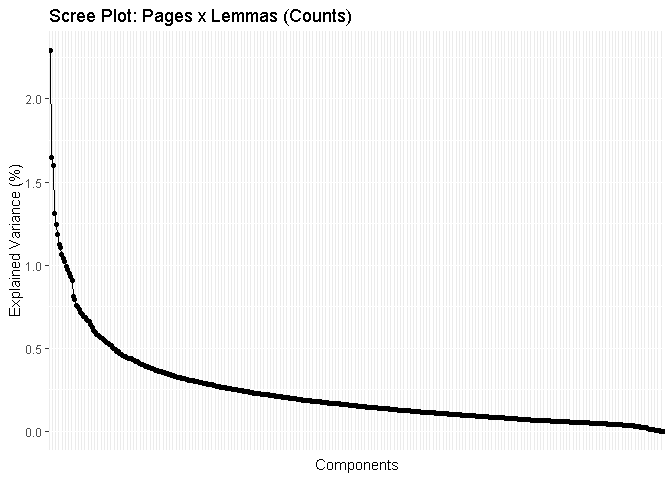 Scree Plot: Pages x Lemmas (Counts)
Explained Variance (%)
2.0
1.5
1.0
0.5
0.0
Components